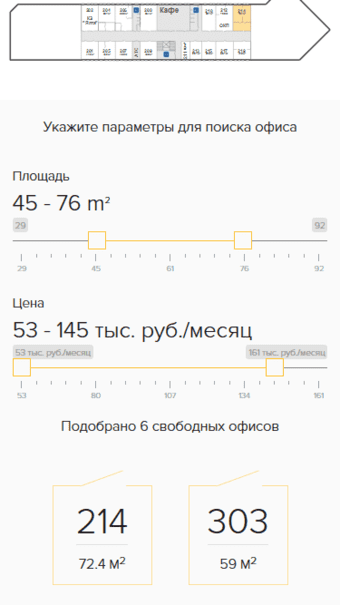 Кафе
Укажите параметры для поиска офиса
Площадь
45 - 76 m²
29 92
29 45 61 76 92
Цена
53 - 145 тыс. руб./месяц
53 тыс. руб./месяц 161 тыс. руб./месяц
53 80 107 134 161
Подобрано 6 свободных офисов
214 303
72.4 м² 59 м²